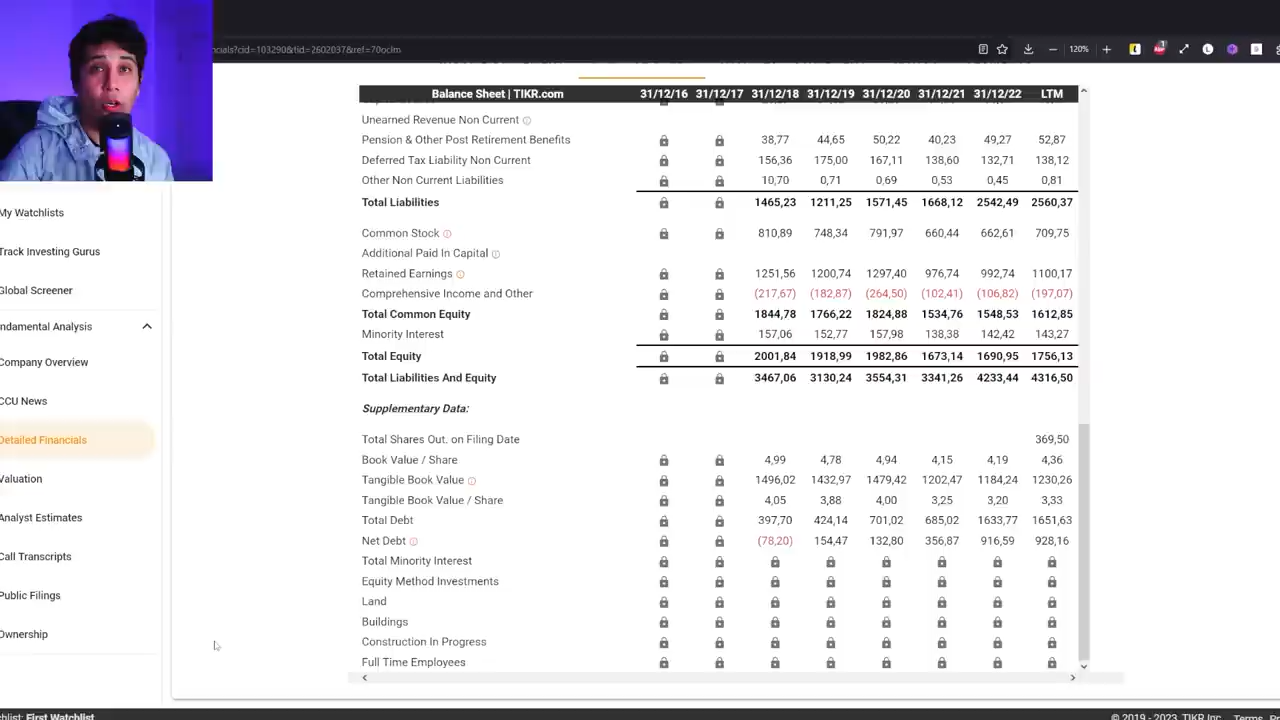 ncials?cid=103290&tid=2602037&ref=70oclm
120%
Balance Sheet | TIKR.com 31/12/16 31/12/17 31/12/18 31/12/19 31/12/20 31/12/21 31/12/22 LTM
Unearned Revenue Non Current
Pension & Other Post Retirement Benefits 38,77 44,65 50,22 40,23 49,27 52,87
Deferred Tax Liability Non Current 156,36 175,00 167,11 138,60 132,71 138,12
Other Non Current Liabilities 10,70 0,71 0,69 0,53 0,45 0,81
Total Liabilities 1465,23 1211,25 1571,45 1668,12 2542,49 2560,37
Common Stock 810,89 748,34 791,97 660,44 662,61 709,75
Additional Paid In Capital
Retained Earnings 1251,56 1200,74 1297,40 976,74 992,74 1100,17
Comprehensive Income and Other (217,67) (182,87) (264,50) (102,41) (106,82) (197,07)
Total Common Equity 1844,78 1766,22 1824,88 1534,76 1548,53 1612,85
Minority Interest 157,06 152,77 157,98 138,38 142,42 143,27
Total Equity 2001,84 1918,99 1982,86 1673,14 1690,95 1756,13
Total Liabilities And Equity 3467,06 3130,24 3554,31 3341,26 4233,44 4316,50
Supplementary Data:
Total Shares Out. on Filing Date 369,50
Book Value / Share 4,99 4,78 4,94 4,15 4,19 4,36
Tangible Book Value 1496,02 1432,97 1479,42 1202,47 1184,24 1230,26
Tangible Book Value / Share 4,05 3,88 4,00 3,25 3,20 3,33
Total Debt 397,70 424,14 701,02 685,02 1633,77 1651,63
Net Debt (78,20) 154,47 132,80 356,87 916,59 928,16
Total Minority Interest
Equity Method Investments
Land
Buildings
Construction In Progress
Full Time Employees
My Watchlists
Track Investing Gurus
Global Screener
ndamental Analysis
Company Overview
CCU News
Detailed Financials
Valuation
Analyst Estimates
Call Transcripts
Public Filings
Ownership
chlist: First Watchlist
© 2019 - 2023, TIKR Inc
Terms